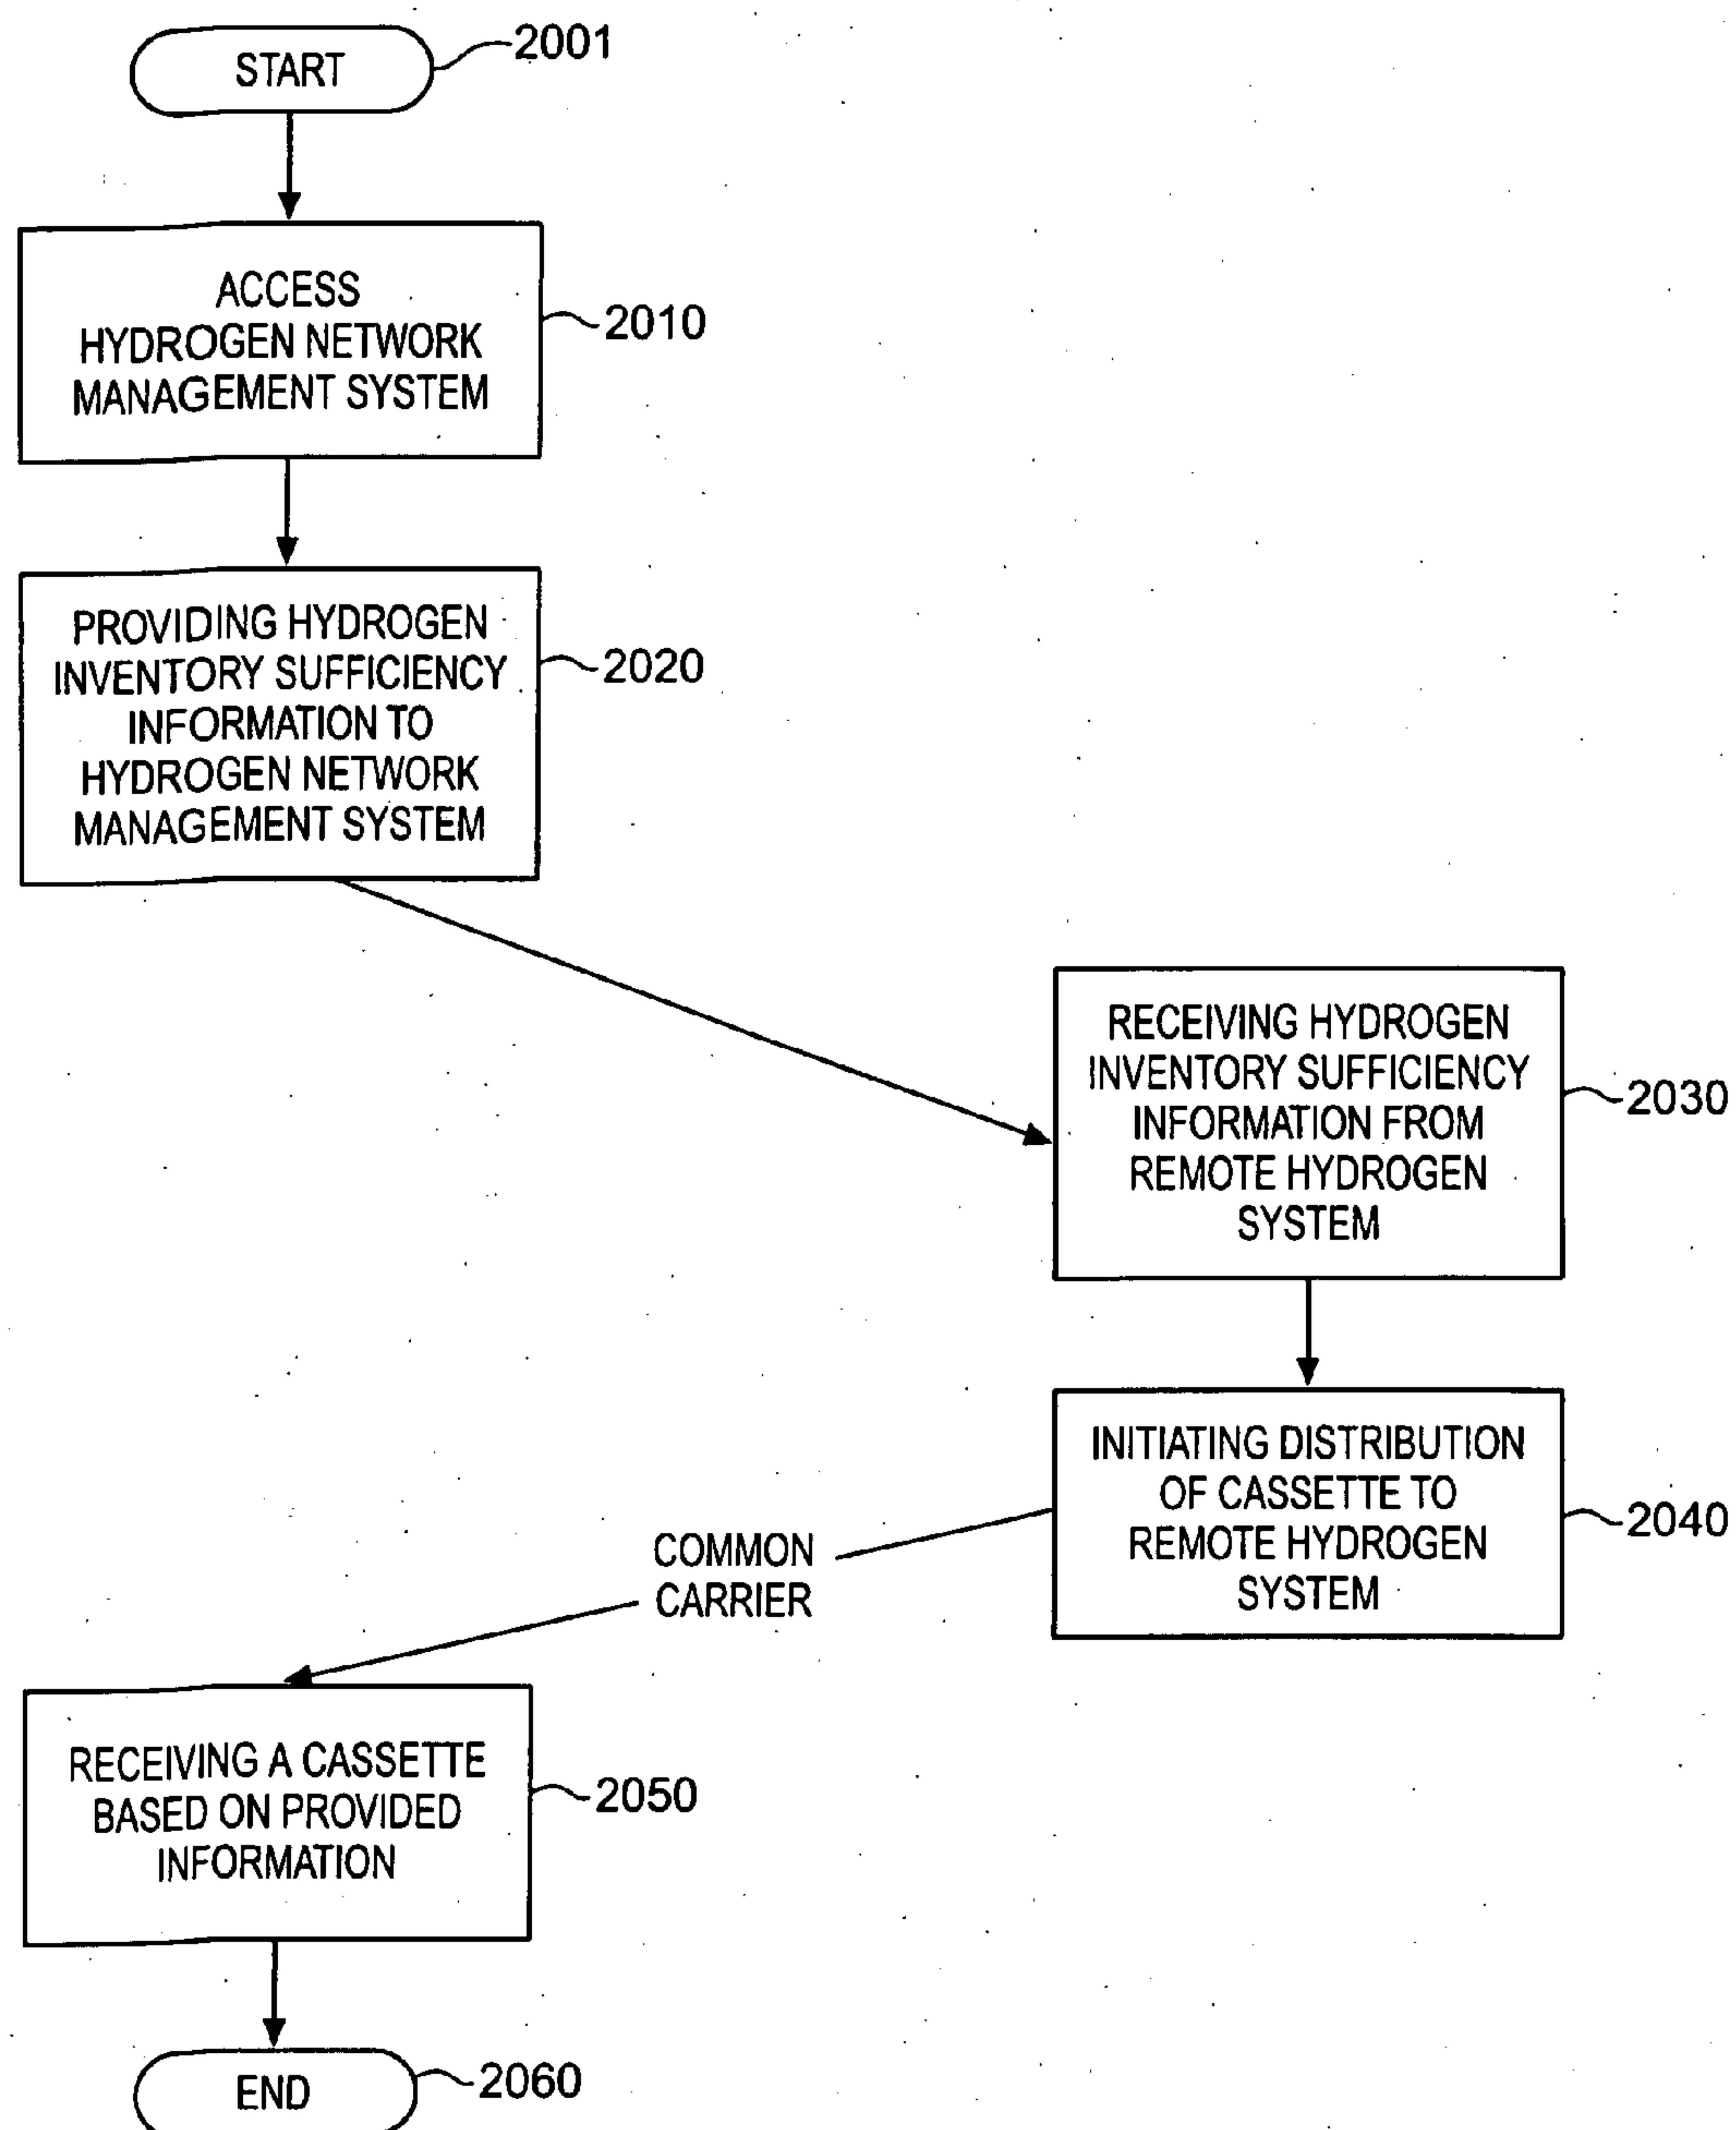 START
2001
ACCESS
HYDROGEN NETWORK
MANAGEMENT SYSTEM
2010
PROVIDING HYDROGEN
INVENTORY SUFFICIENCY
INFORMATION TO
HYDROGEN NETWORK
MANAGEMENT SYSTEM
2020
RECEIVING HYDROGEN
INVENTORY SUFFICIENCY
INFORMATION FROM
REMOTE HYDROGEN
SYSTEM
2030
INITIATING DISTRIBUTION
OF CASSETTE TO
REMOTE HYDROGEN
SYSTEM
2040
COMMON
CARRIER
RECEIVING A CASSETTE
BASED ON PROVIDED
INFORMATION
2050
END
2060